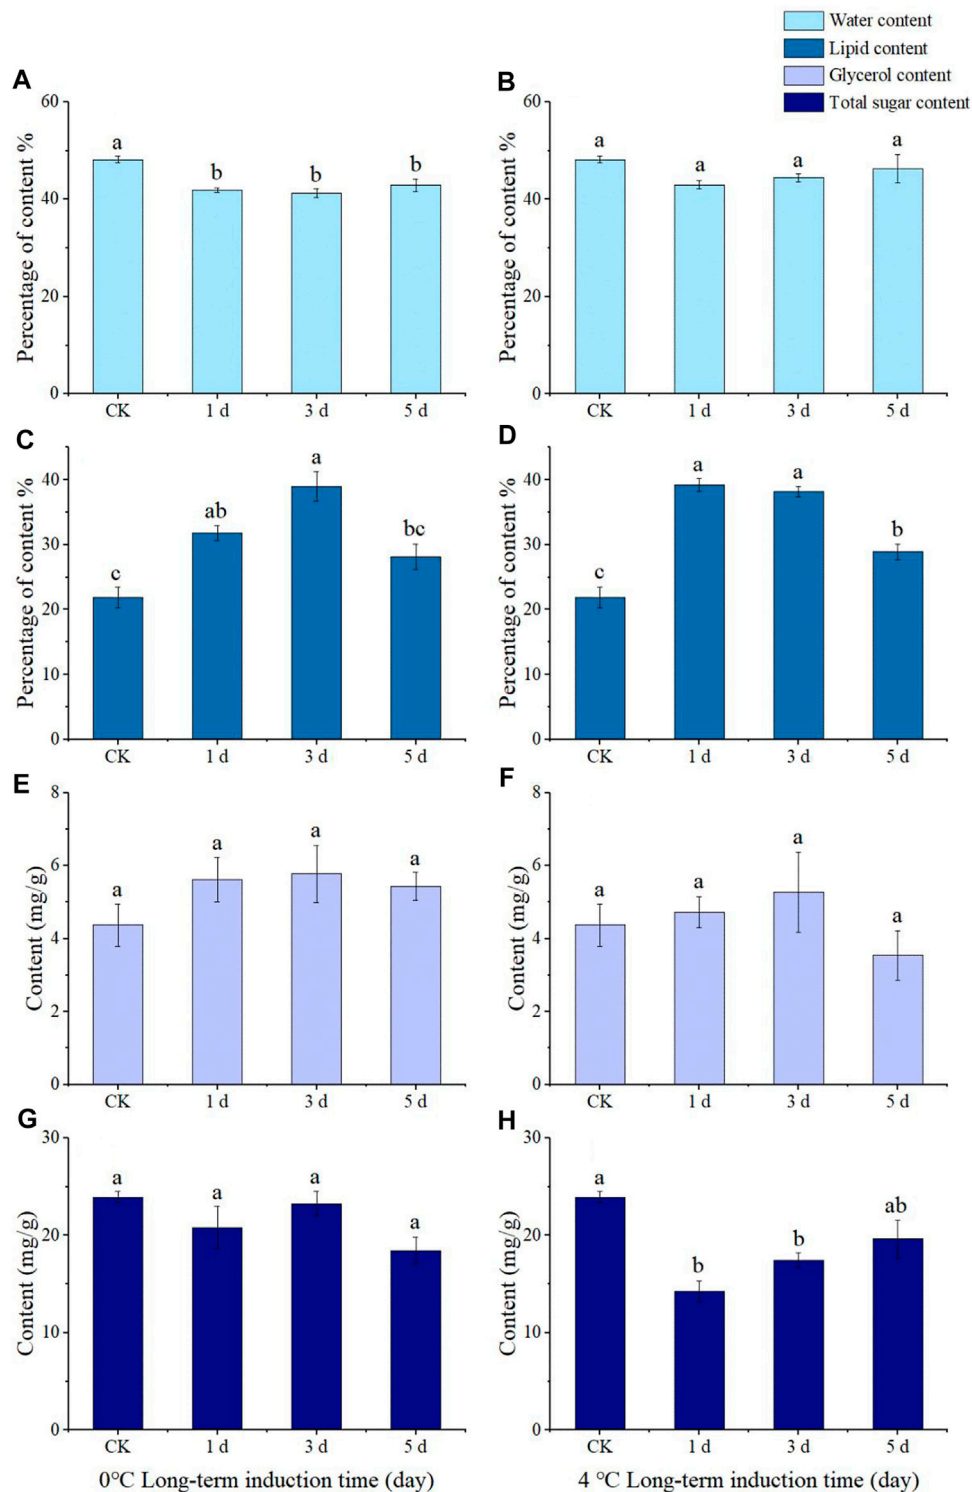 Water content
Lipid content
Glycerol content
Total sugar content
A
Percentage of content %
60
40
20
0
a
b
b
b
CK
1 d
3 d
5 d
B
Percentage of content %
60
40
20
0
a
a
a
a
CK
1 d
3 d
5 d
C
Percentage of content %
40
30
20
10
0
c
ab
a
bc
CK
1 d
3 d
5 d
D
Percentage of content %
40
30
20
10
0
c
a
a
b
CK
1 d
3 d
5 d
E
Content (mg/g)
8
6
4
2
0
a
a
a
a
CK
1 d
3 d
5 d
F
Content (mg/g)
8
6
4
2
0
a
a
a
a
CK
1 d
3 d
5 d
G
Content (mg/g)
30
20
10
0
a
a
a
a
CK
1 d
3 d
5 d
0°C Long-term induction time (day)
H
Content (mg/g)
30
20
10
0
a
b
b
ab
CK
1 d
3 d
5 d
4 °C Long-term induction time (day)